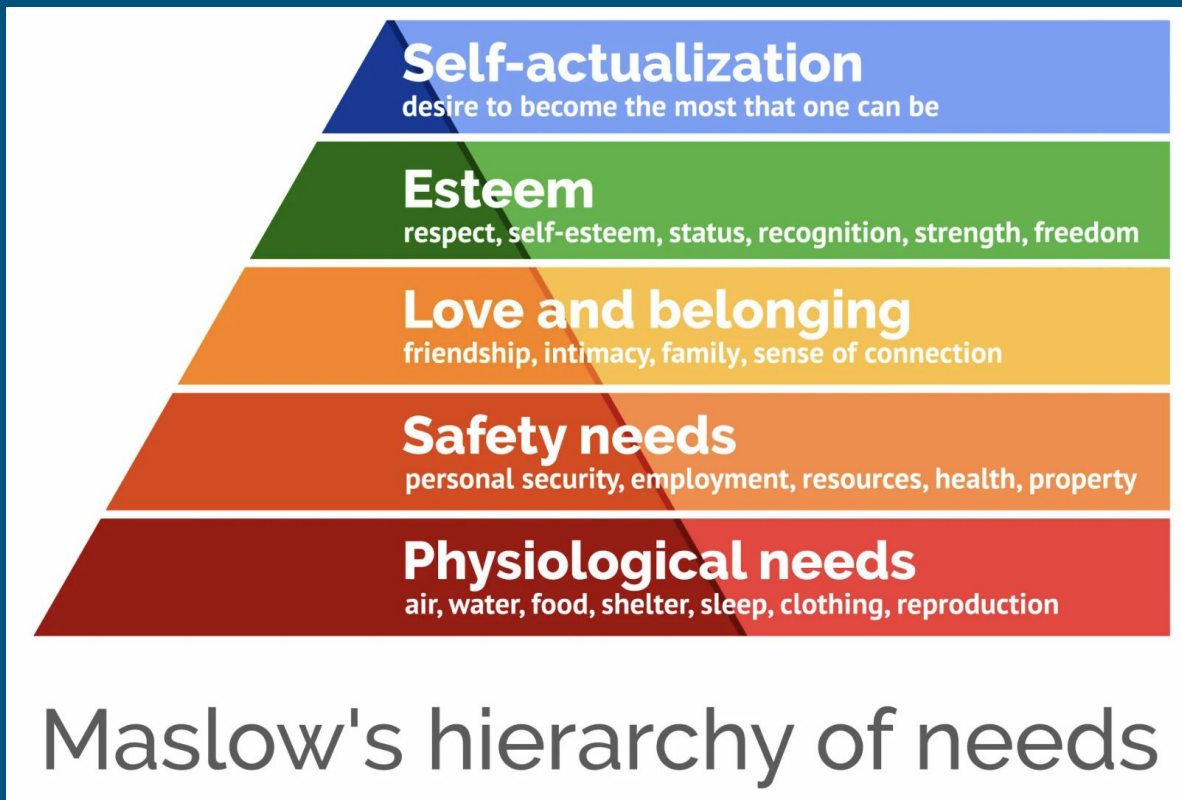 Self-actualization
desire to become the most that one can be
Esteem
respect, self-esteem, status, recognition, strength, freedom
Love and belonging
friendship, intimacy, family, sense of connection
Safety needs
personal security, employment, resources, health, property
Physiological needs
air, water, food, shelter, sleep, clothing, reproduction
Maslow's hierarchy of needs